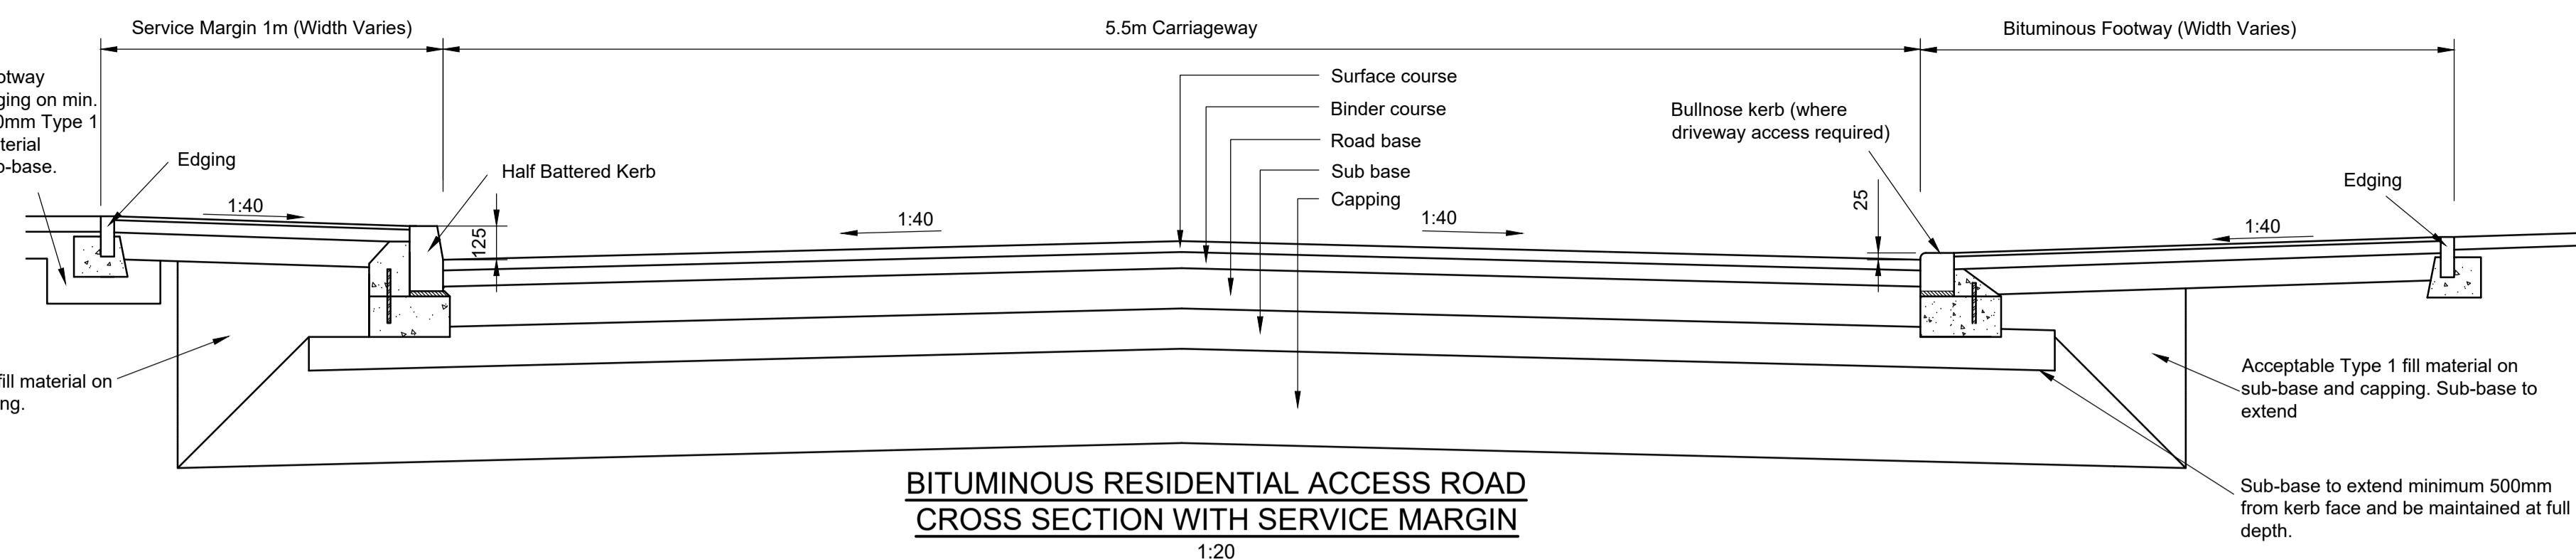 Service Margin 1m (Width Varies)
5.5m Carriageway
Bituminous Footway (Width Varies)
otway
ging on min.
0mm Type 1
terial
o-base.
Edging
Half Battered Kerb
Surface course
Binder course
Road base
Sub base
Capping
Bullnose kerb (where
driveway access required)
Edging
1:40
125
1:40
1:40
25
1:40
fill material on
ng.
Acceptable Type 1 fill material on
sub-base and capping. Sub-base to
extend
Sub-base to extend minimum 500mm
from kerb face and be maintained at full
depth.
BITUMINOUS RESIDENTIAL ACCESS ROAD
CROSS SECTION WITH SERVICE MARGIN
1:20